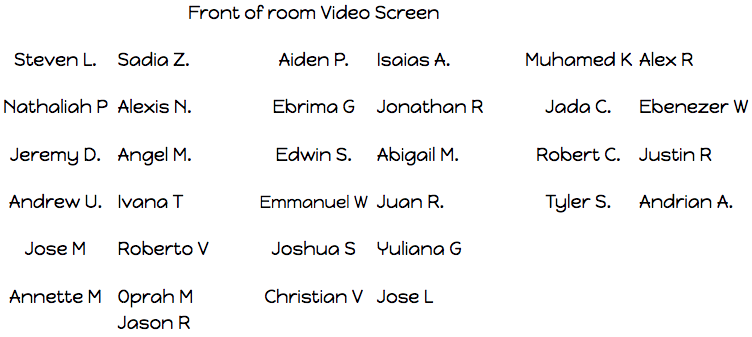 Front of room Video Screen
Steven L. Sadia Z. Aiden P. Isaias A. Muhamed K Alex R
Nathaliah P Alexis N. Ebrima G Jonathan R Jada C. Ebenezer W
Jeremy D. Angel M. Edwin S. Abigail M. Robert C. Justin R
Andrew U. Ivana T Emmanuel W Juan R. Tyler S. Andrian A.
Jose M Roberto V Joshua S Yuliana G
Annette M Oprah M Christian V Jose L
Jason R